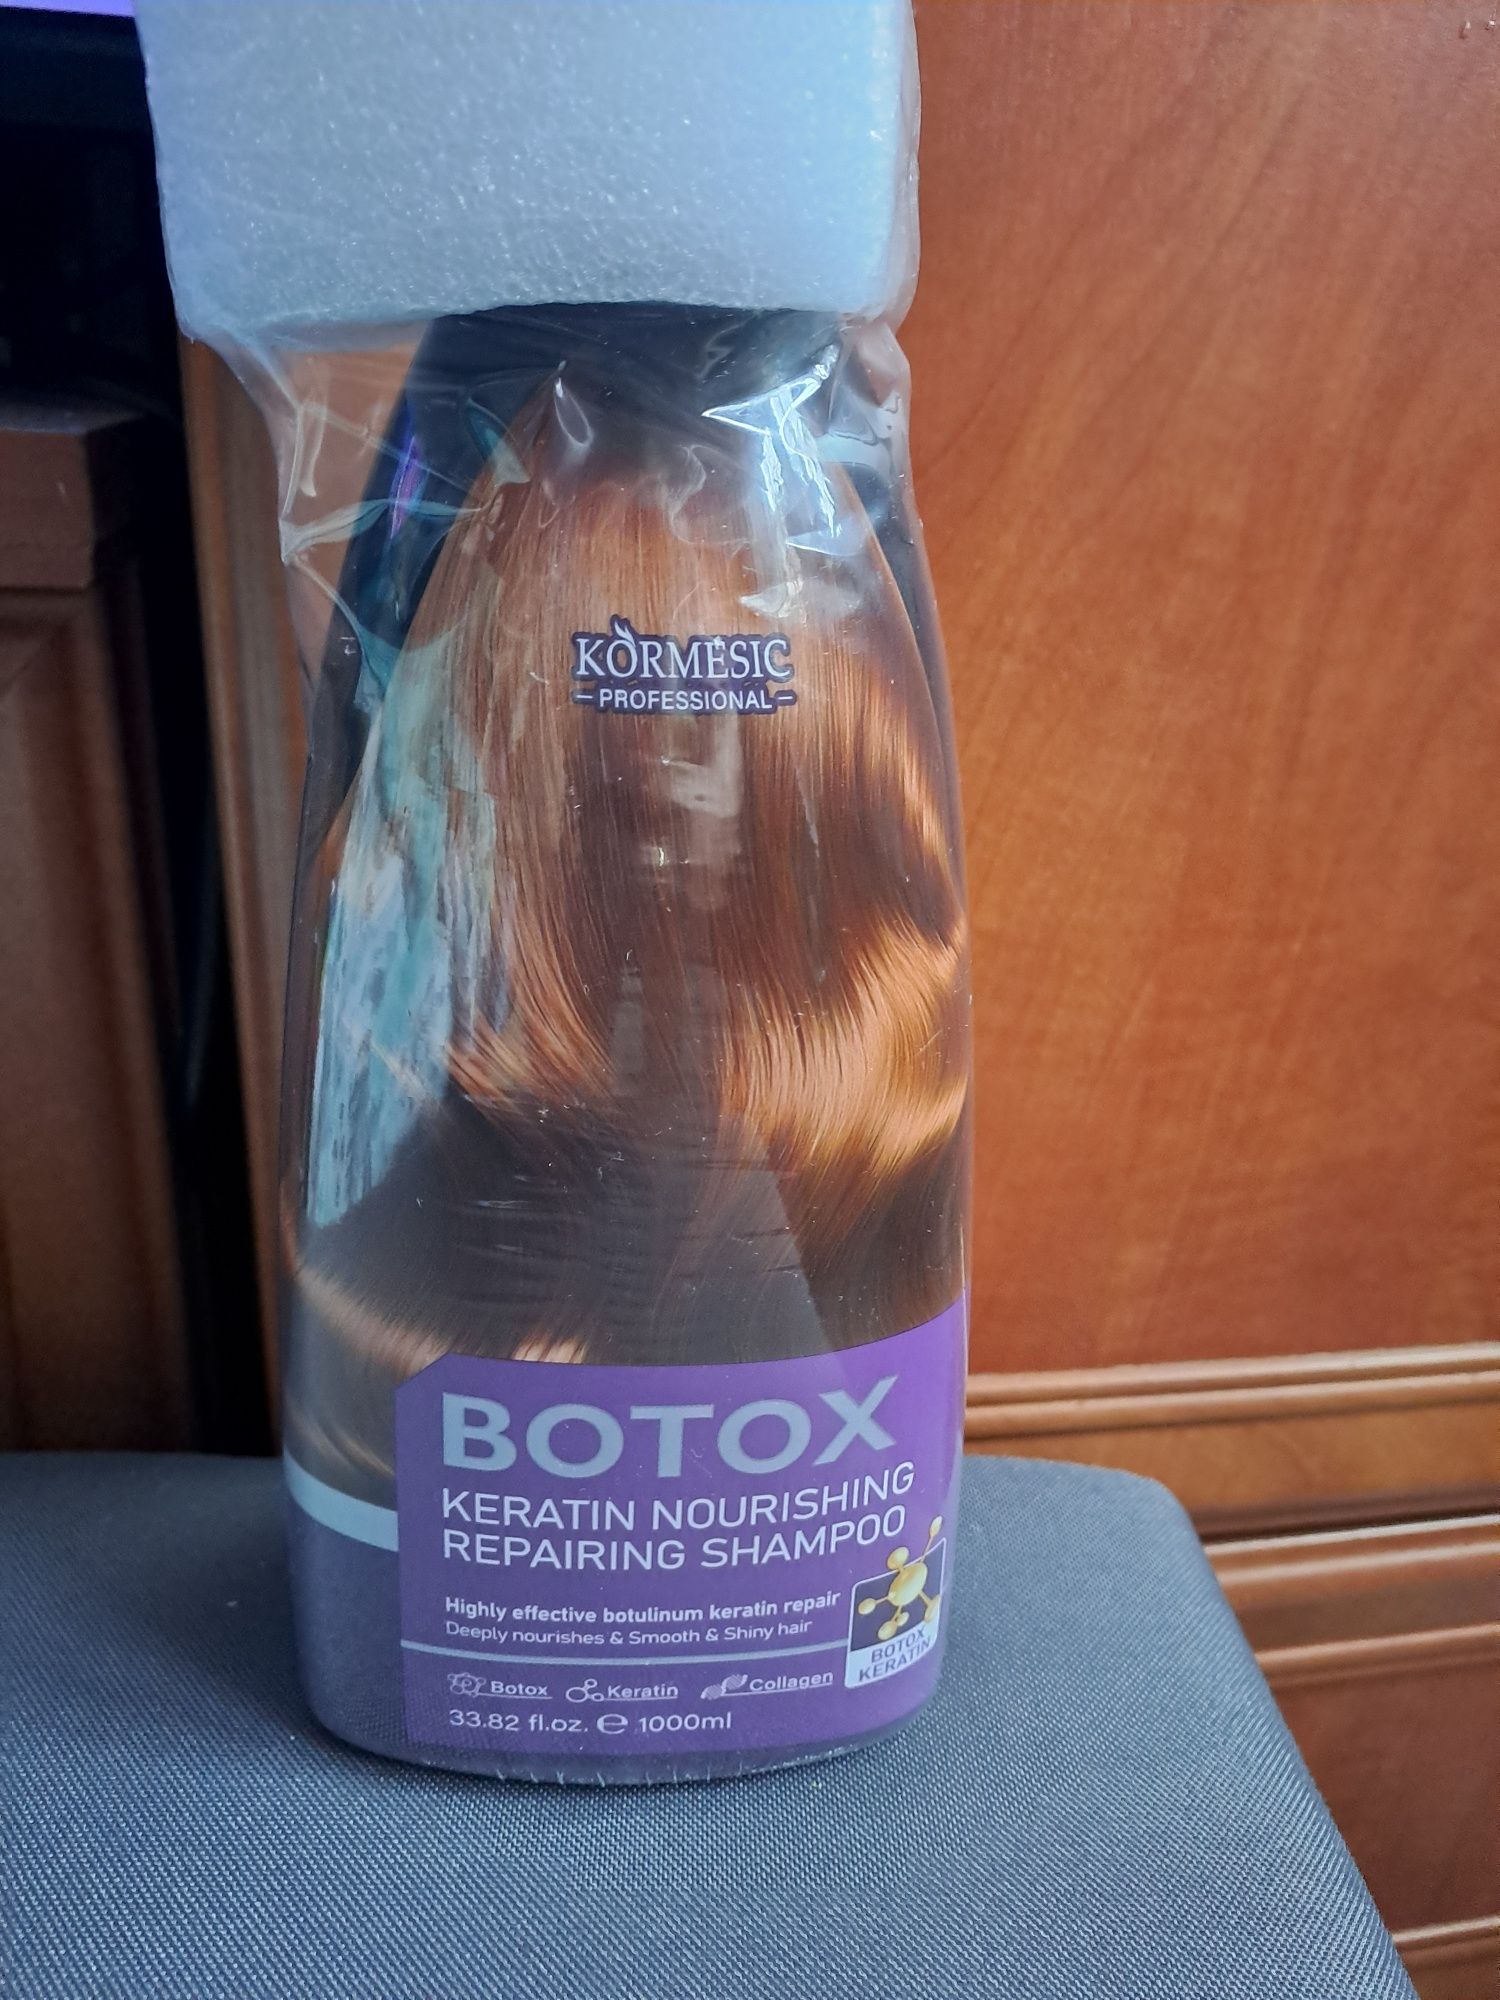 KORMESIC
PROFESSIONAL
BOTOX
KERATIN NOURISHING
REPAIRING SHAMPOO
Highly effective botulinum keratin repair
Deeply nourishes & Smooth & Shiny hair
BOTOX
KERATIN
Botox Keratin Collagen
33.82 fl.oz. ℮ 1000ml